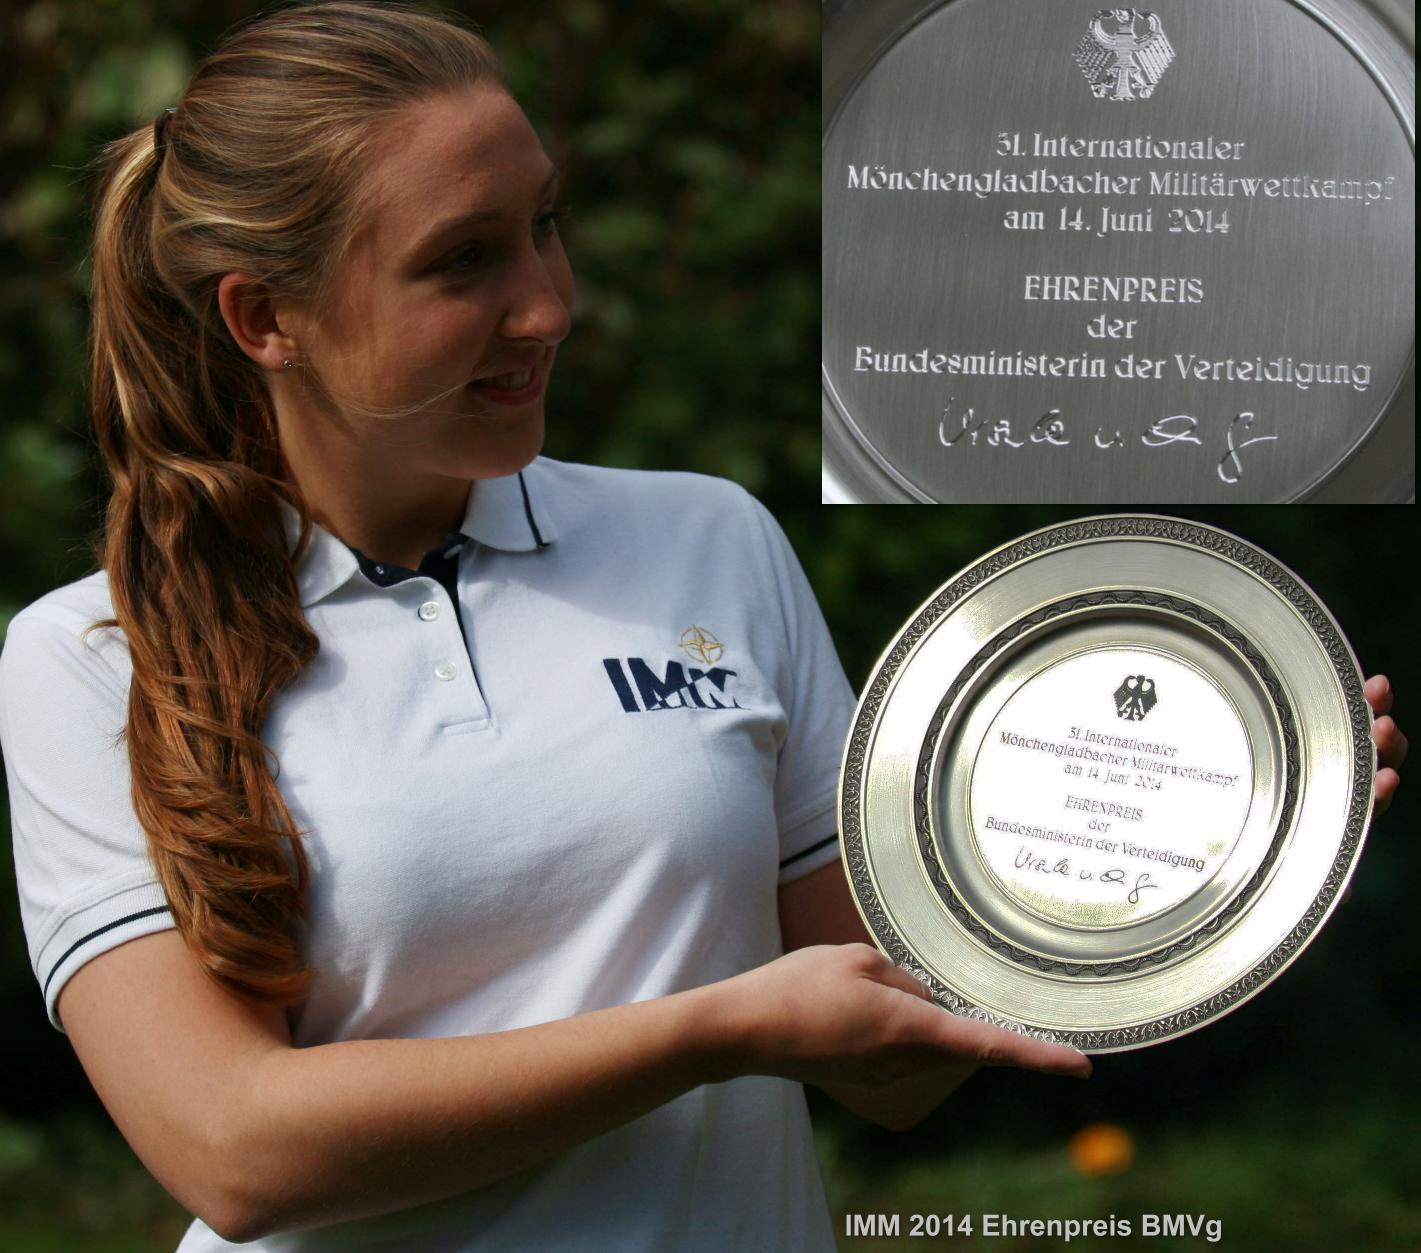 31. Internationaler
Mönchengladbacher Militärwettkampf
am 14. Juni 2014
EHRENPREIS
der
Bundesministerin der Verteidigung
IMM
31. Internationaler
Mönchengladbacher Militärwettkampf
am 14. Juni 2014
EHRENPREIS
der
Bundesministerin der Verteidigung
IMM 2014 Ehrenpreis BMVg